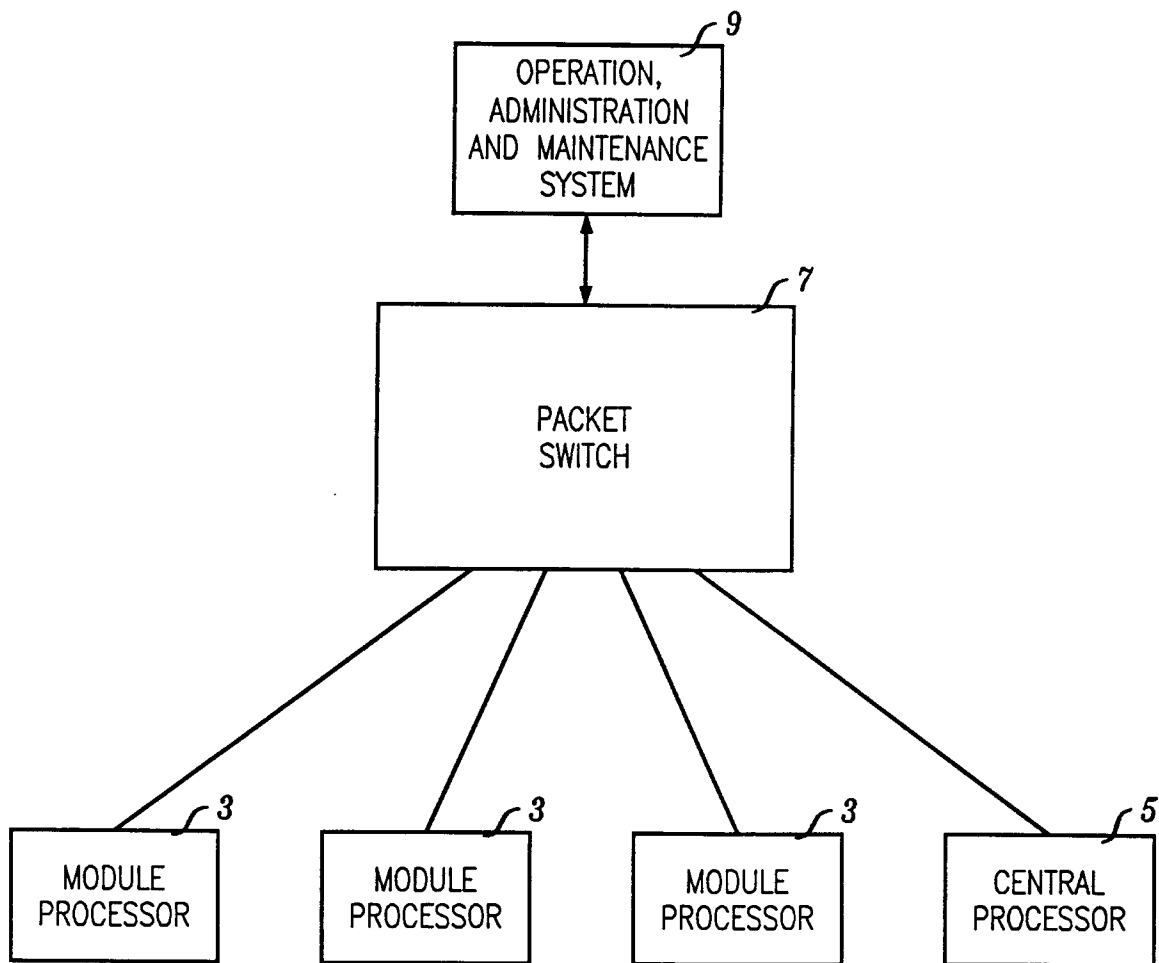 9
OPERATION,
ADMINISTRATION
AND MAINTENANCE
SYSTEM
7
PACKET
SWITCH
3
MODULE
PROCESSOR
3
MODULE
PROCESSOR
3
MODULE
PROCESSOR
5
CENTRAL
PROCESSOR